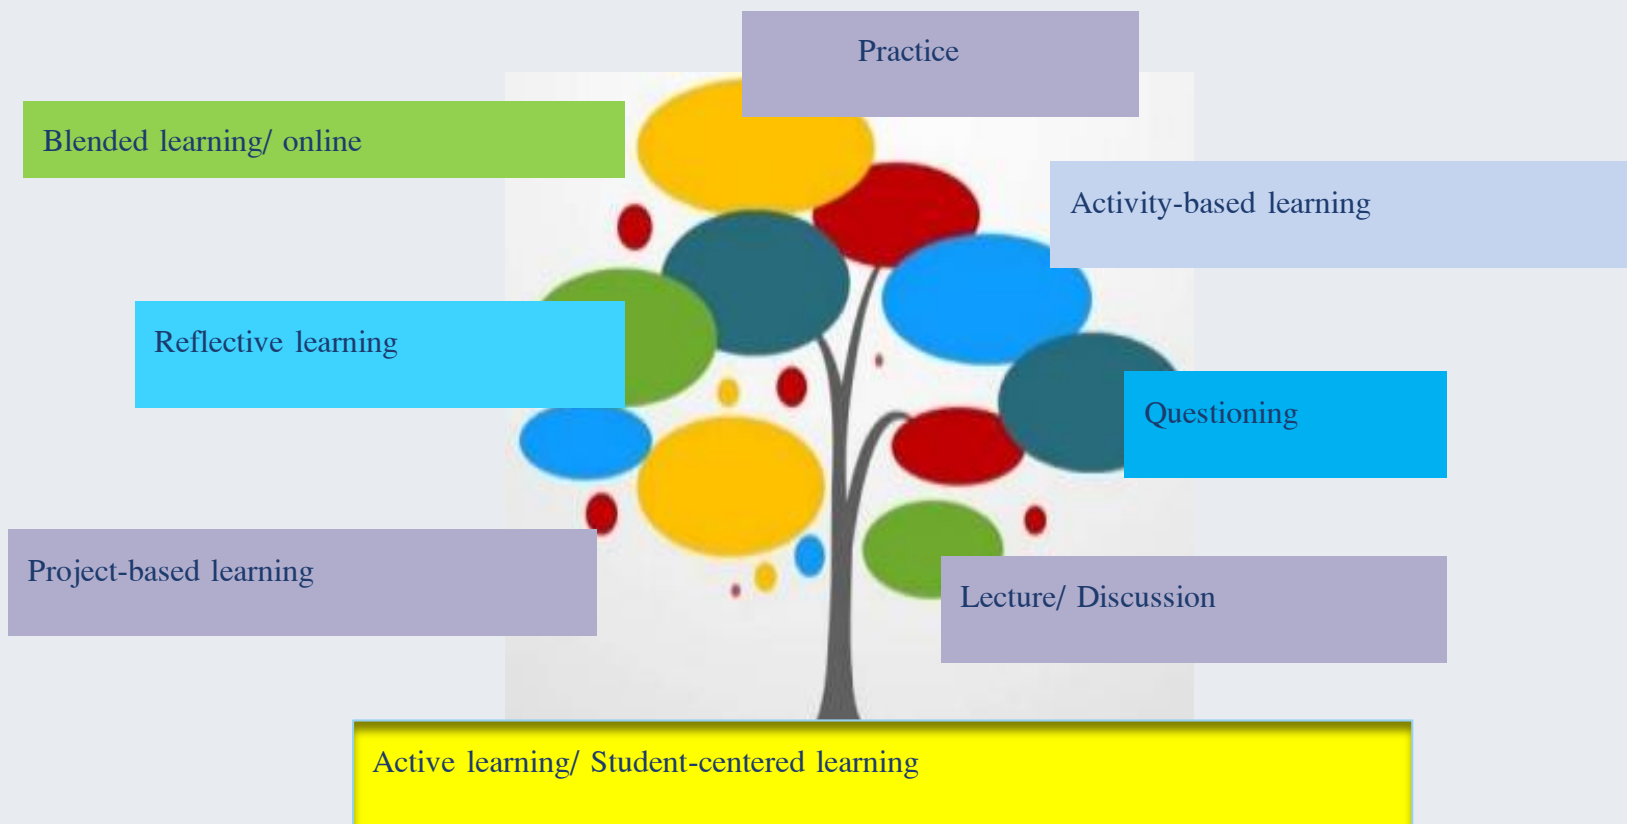 Practice
Blended learning/ online
Activity-based learning
Reflective learning
Questioning
Project-based learning
Lecture/ Discussion
Active learning/ Student-centered learning